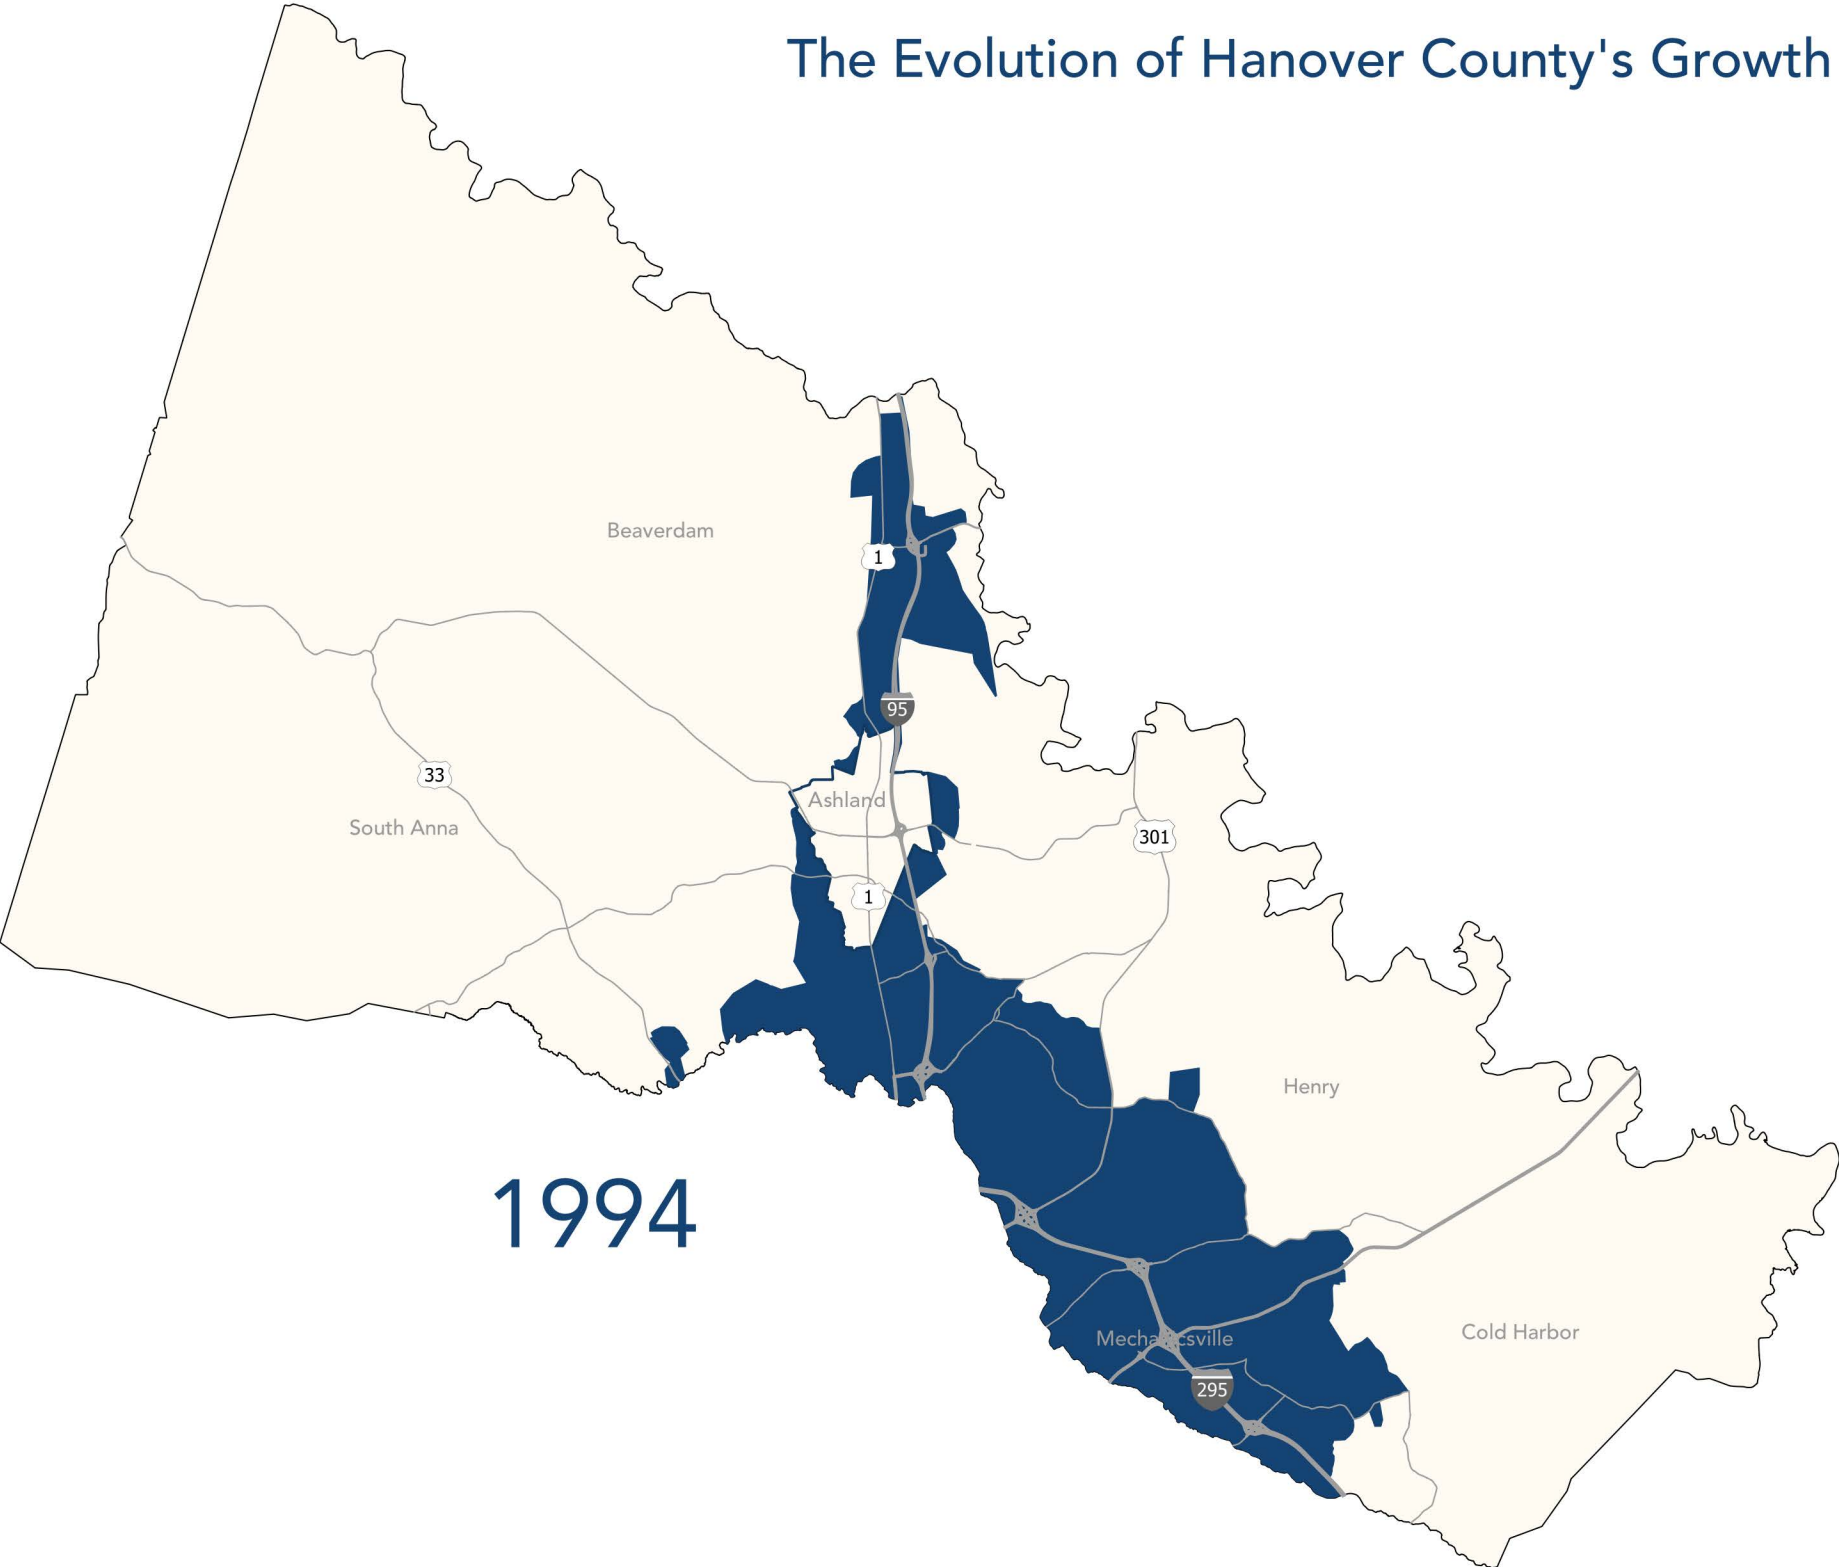 The Evolution of Hanover County's Growth
Beaverdam
1
95
33
Ashland
South Anna
301
1
Henry
1994
Mechanicsville
Cold Harbor
295